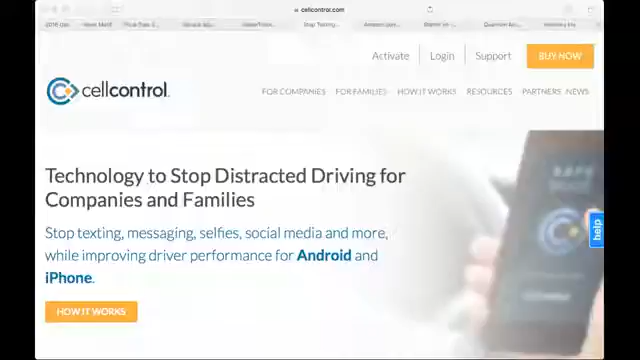 cellcontrol.com
Stop Texting...
Activate Login Support BUY NOW
cellcontrol.
FOR COMPANIES FOR FAMILIES HOW IT WORKS RESOURCES PARTNERS NEWS
Technology to Stop Distracted Driving for
Companies and Families
Stop texting, messaging, selfies, social media and more,
while improving driver performance for Android and
iPhone.
HOW IT WORKS
help